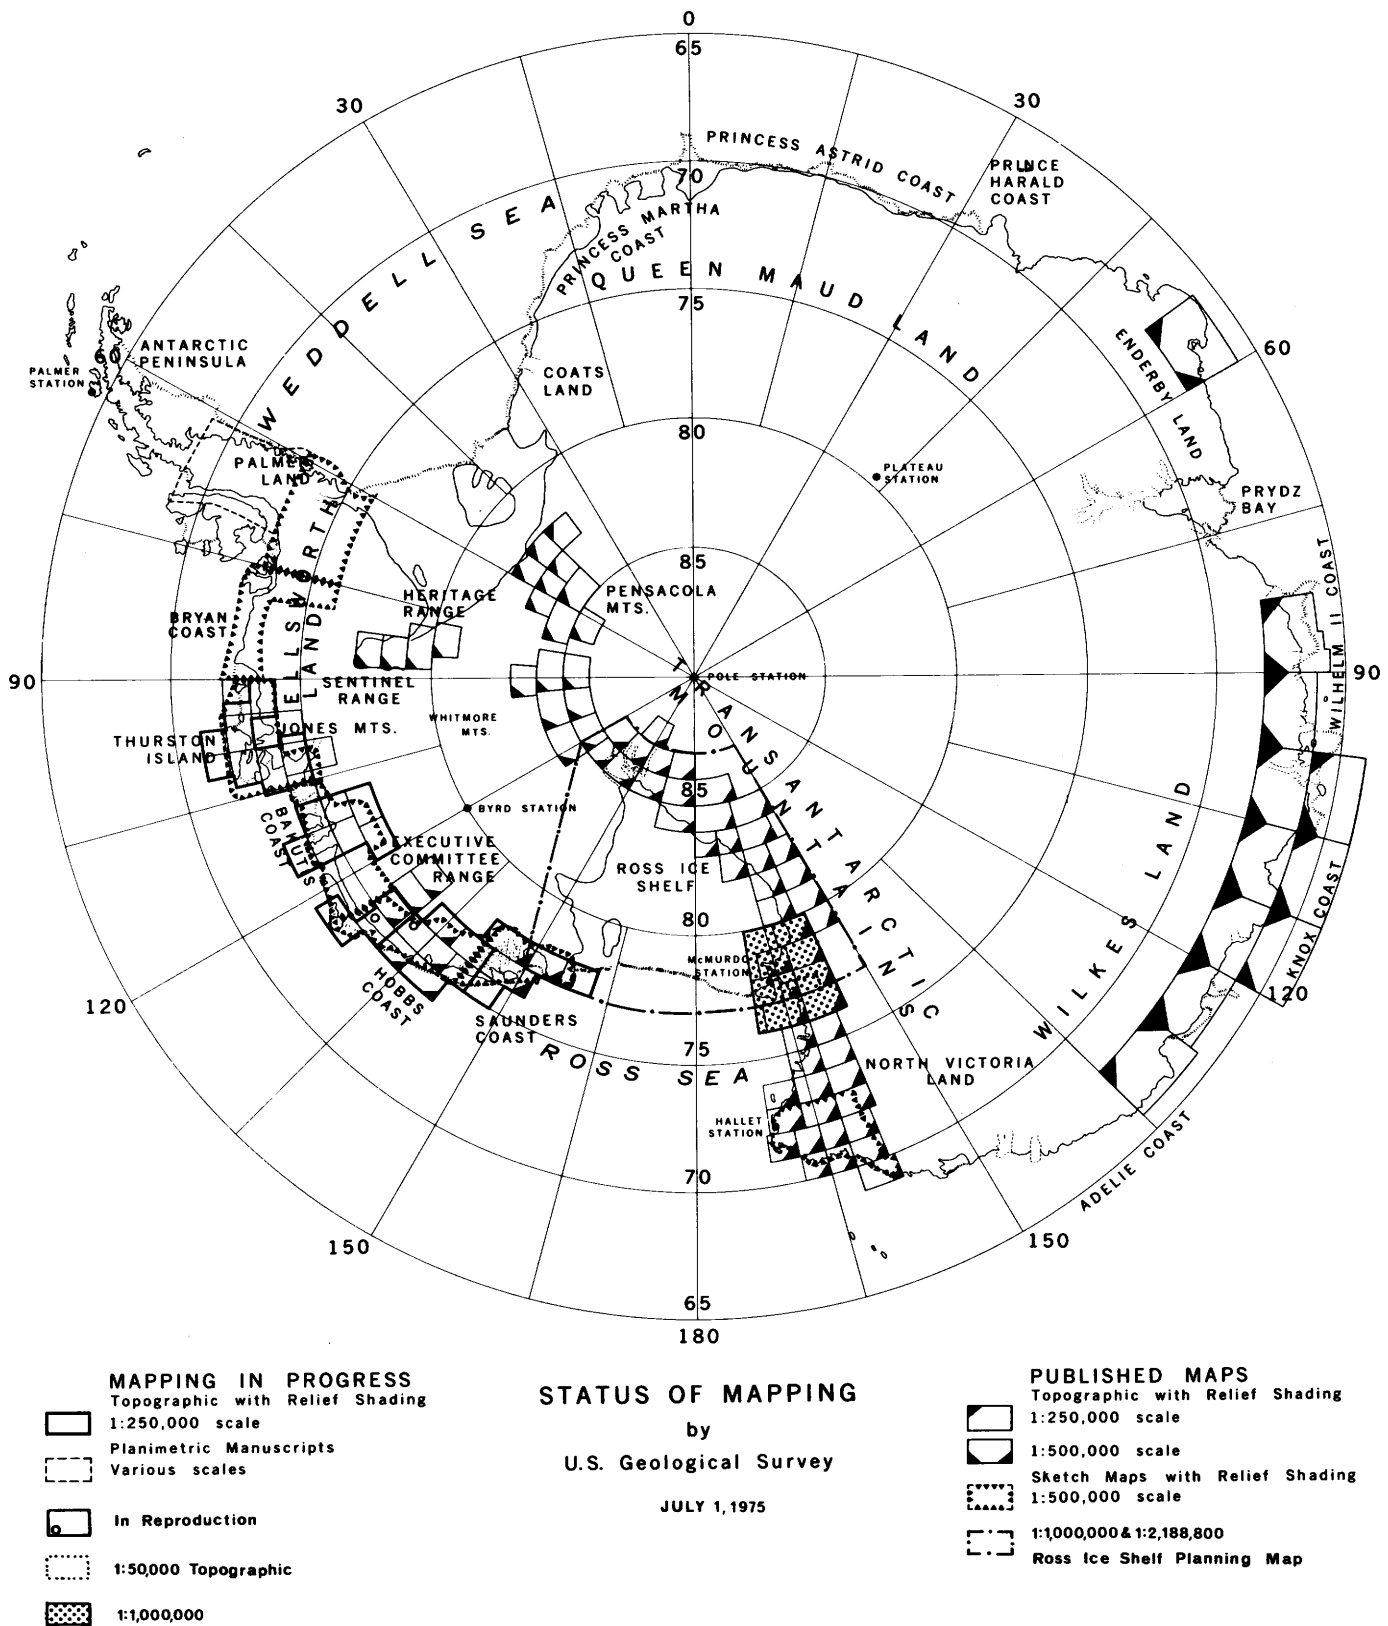 0
65
30
30
PRINCESS ASTRID COAST
PRINCE
HARALD
COAST
70
PRINCESS MARTHA
COAST
WEDDELL SEA
QUEEN MAUD LAND
75
ANTARCTIC
PENINSULA
60
PALMER
STATION
COATS
LAND
ENDERBY LAND
60
80
PALMER
LAND
PLATEAU
STATION
PRYDZ
BAY
85
ELLSWORTH
LAND
HERITAGE
RANGE
PENSACOLA
MTS.
BRYAN
COAST
WILHELM II COAST
90
SENTINEL
RANGE
POLE STATION
90
TRANSANTARCTIC
MOUNTAINS
WHITMORE
MTS.
JONES MTS.
THURSTON
ISLAND
85
BYRD STATION
BAKUTIS
COAST
EXECUTIVE
COMMITTEE
RANGE
ROSS ICE
SHELF
WILKES LAND
KNOX COAST
80
McMURDO
STATION
120
HOBBS
COAST
120
SAUNDERS
COAST
ROSS SEA
75
NORTH VICTORIA
LAND
HALLET
STATION
70
ADELIE COAST
150
150
65
180
MAPPING IN PROGRESS
Topographic with Relief Shading
1:250,000 scale
Planimetric Manuscripts
Various scales
In Reproduction
1:50,000 Topographic
1:1,000,000
STATUS OF MAPPING
by
U.S. Geological Survey
JULY 1, 1975
PUBLISHED MAPS
Topographic with Relief Shading
1:250,000 scale
1:500,000 scale
Sketch Maps with Relief Shading
1:500,000 scale
1:1,000,000 & 1:2,188,800
Ross Ice Shelf Planning Map